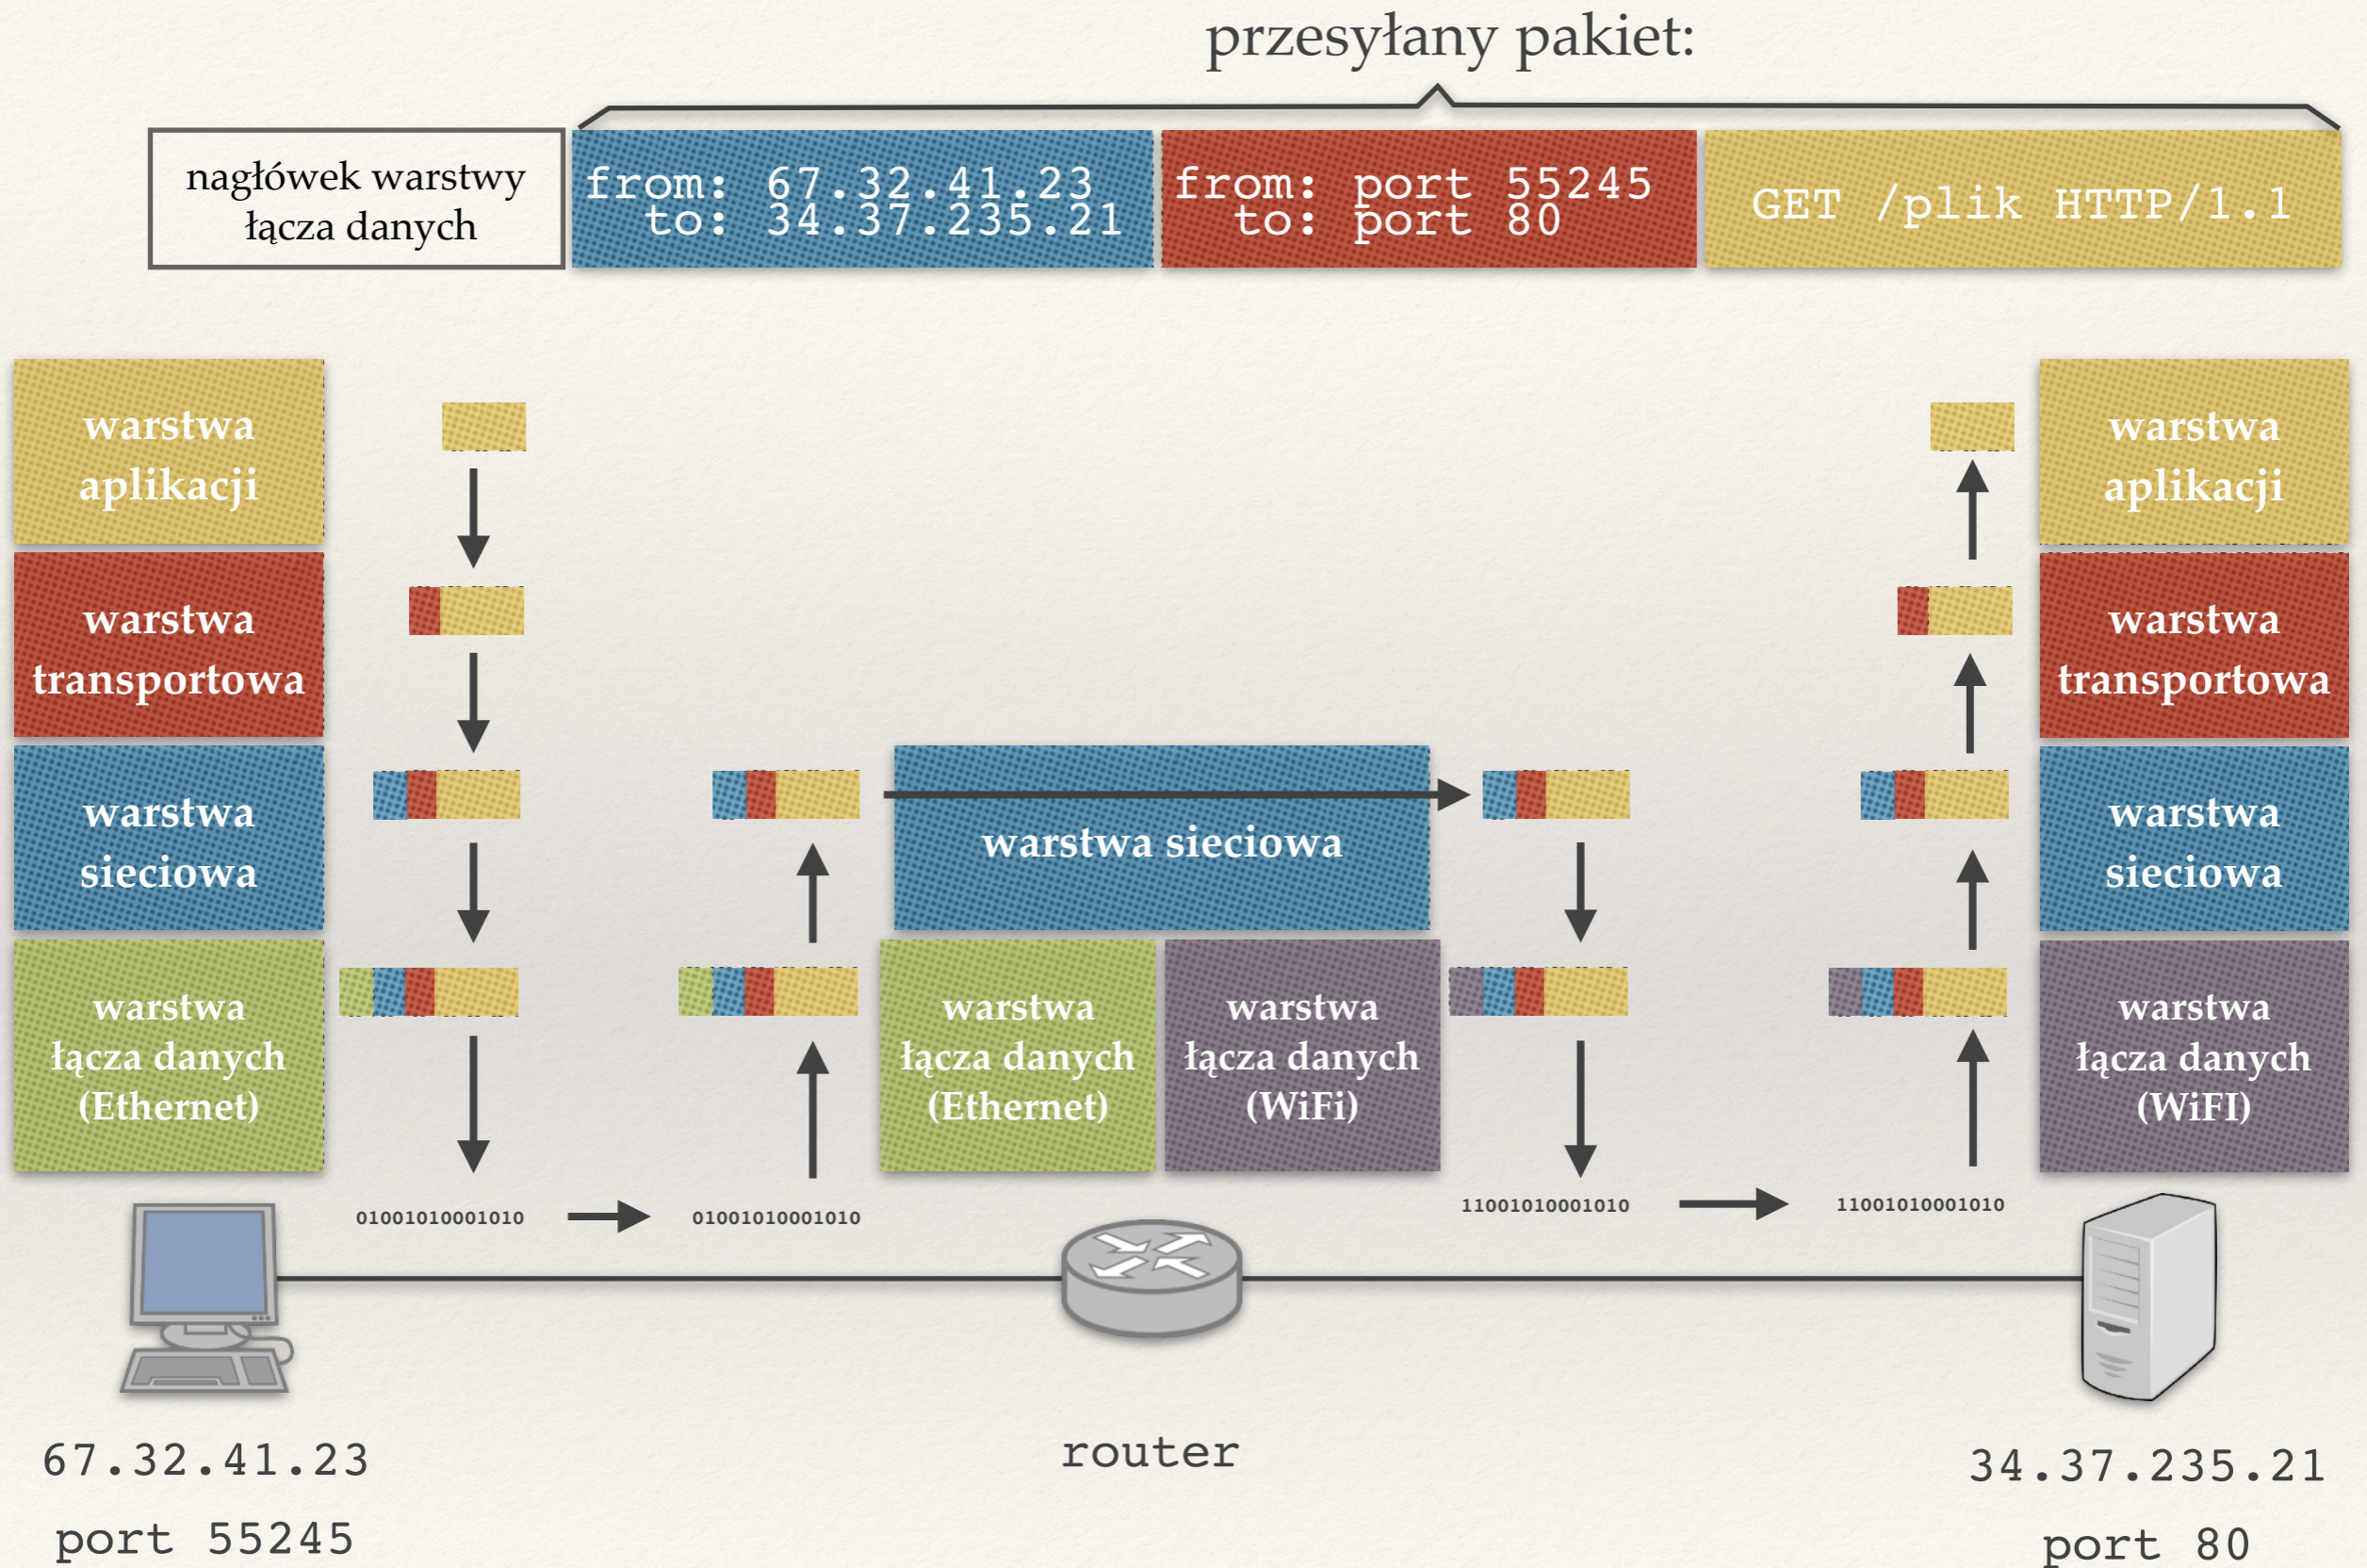 przesyłany pakiet:
nagłówek warstwy
łącza danych
from: 67.32.41.23
to: 34.37.235.21
from: port 55245
to: port 80
GET /plik HTTP/1.1
warstwa
aplikacji
warstwa
transportowa
warstwa
sieciowa
warstwa
łącza danych
(Ethernet)
warstwa sieciowa
warstwa
łącza danych
(Ethernet)
warstwa
łącza danych
(WiFi)
warstwa
aplikacji
warstwa
transportowa
warstwa
sieciowa
warstwa
łącza danych
(WiFI)
01001010001010
01001010001010
11001010001010
11001010001010
67.32.41.23
port 55245
router
34.37.235.21
port 80